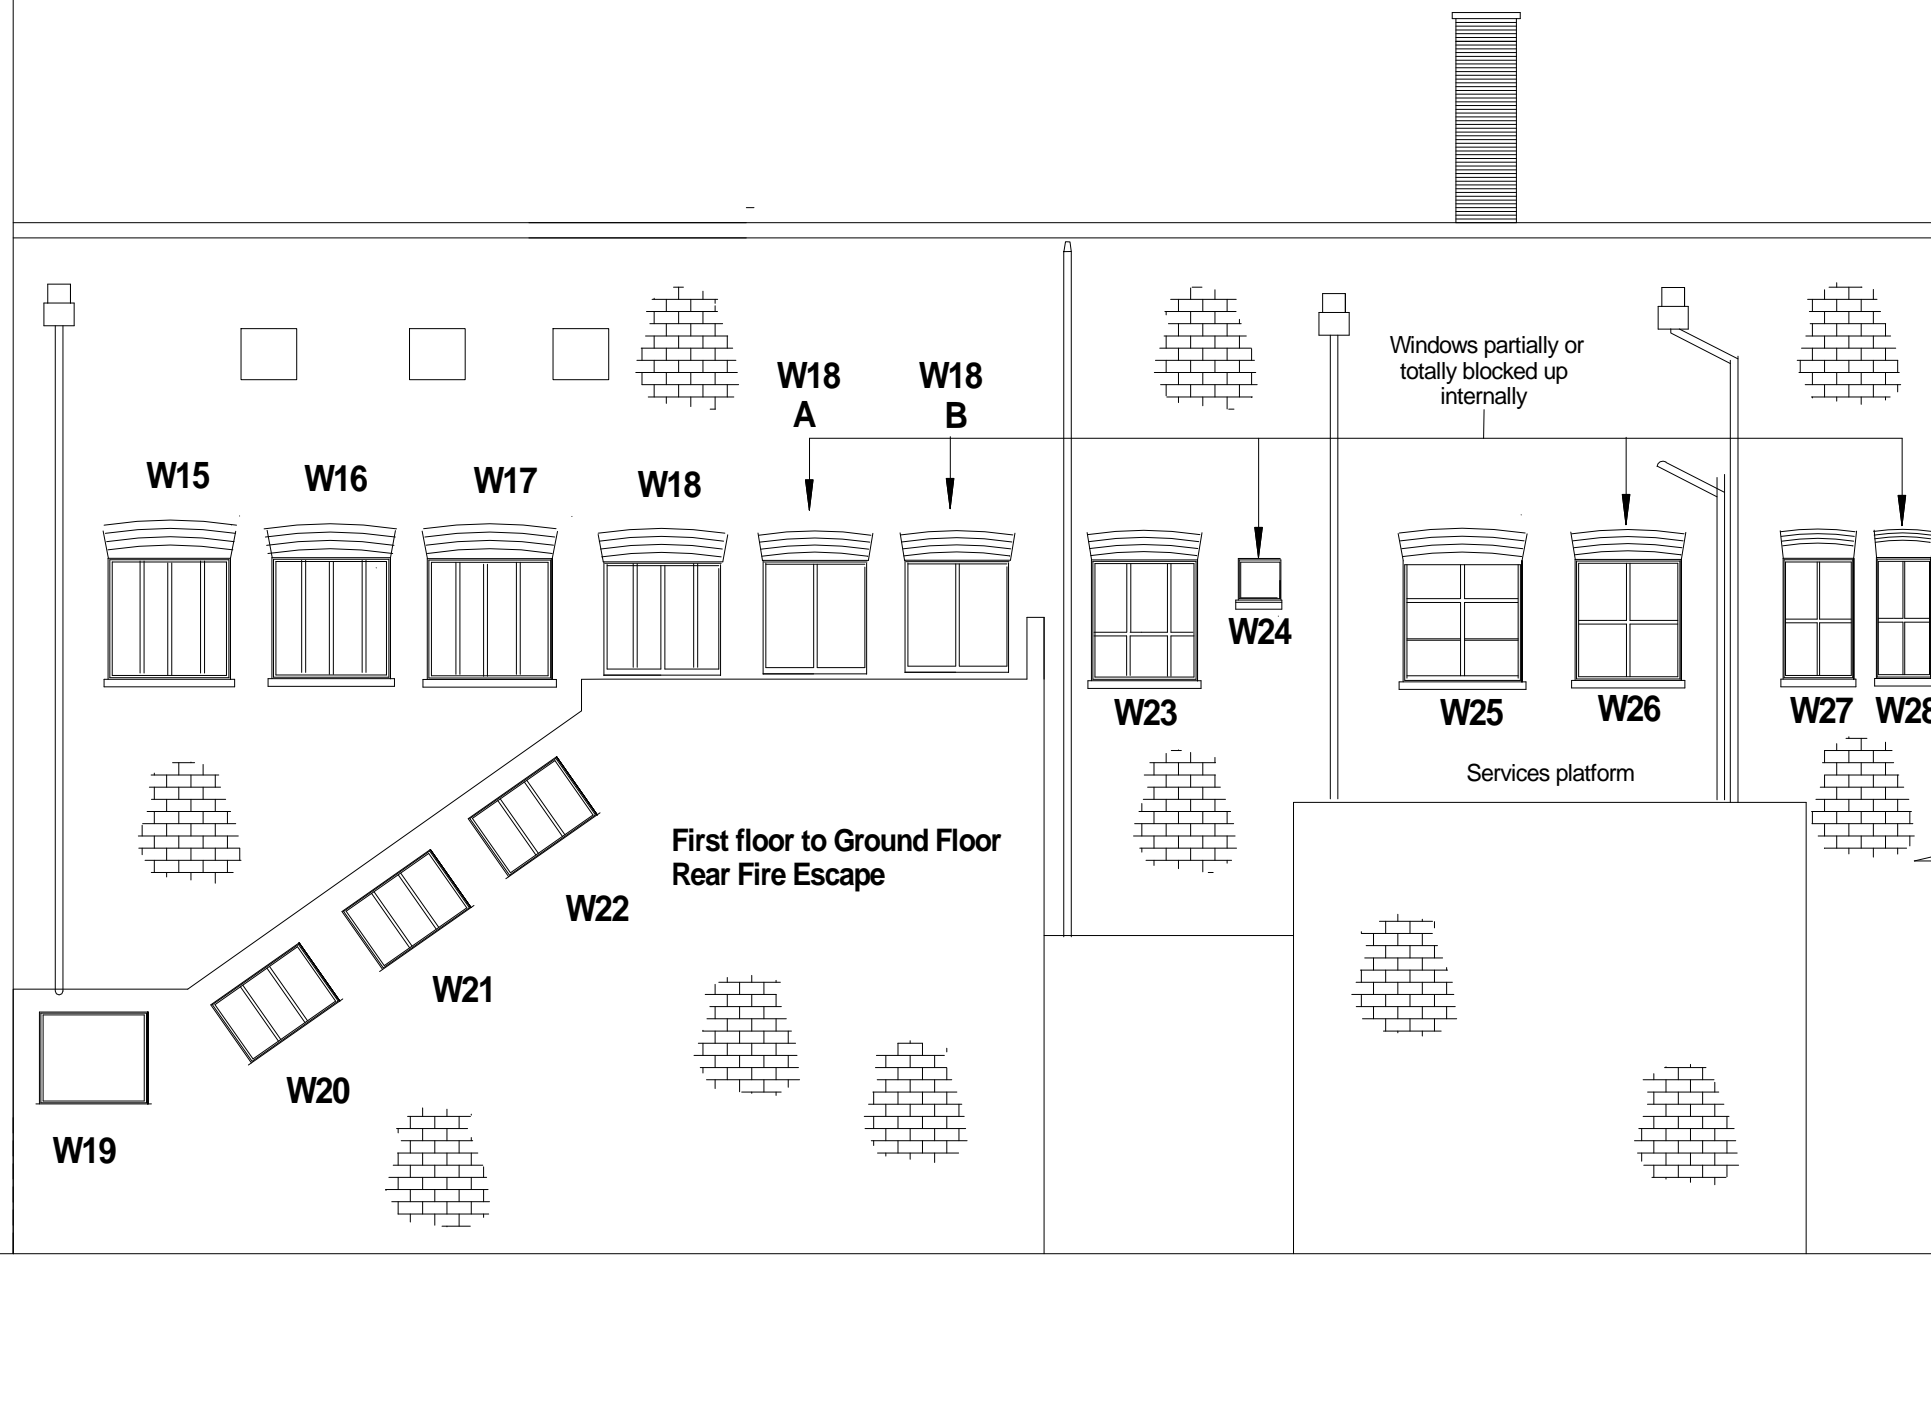 Windows partially or
totally blocked up
internally
W18
A
W18
B
W15
W16
W17
W18
W24
W23
W25
W26
W27
W28
Services platform
First floor to Ground Floor
Rear Fire Escape
W22
W21
W20
W19